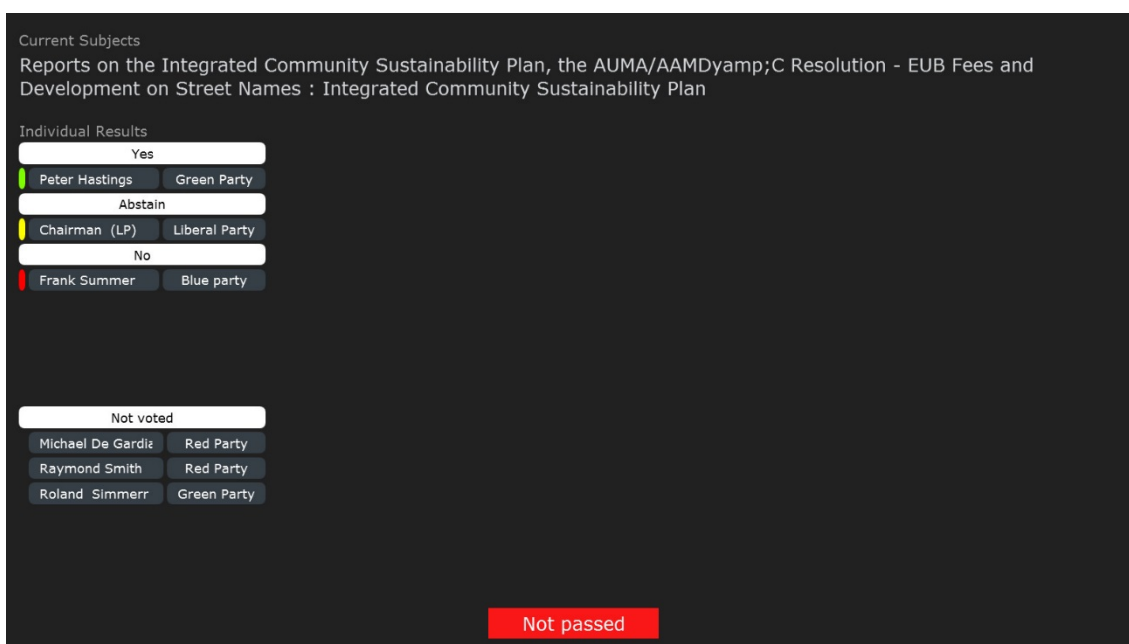 Current Subjects
Reports on the Integrated Community Sustainability Plan, the AUMA/AAMDyamp;C Resolution - EUB Fees and
Development on Street Names : Integrated Community Sustainability Plan
Individual Results
Yes
Peter Hastings Green Party
Abstain
Chairman (LP) Liberal Party
No
Frank Summer Blue party
Not voted
Michael De Gardia Red Party
Raymond Smith Red Party
Roland Simmerr Green Party
Not passed